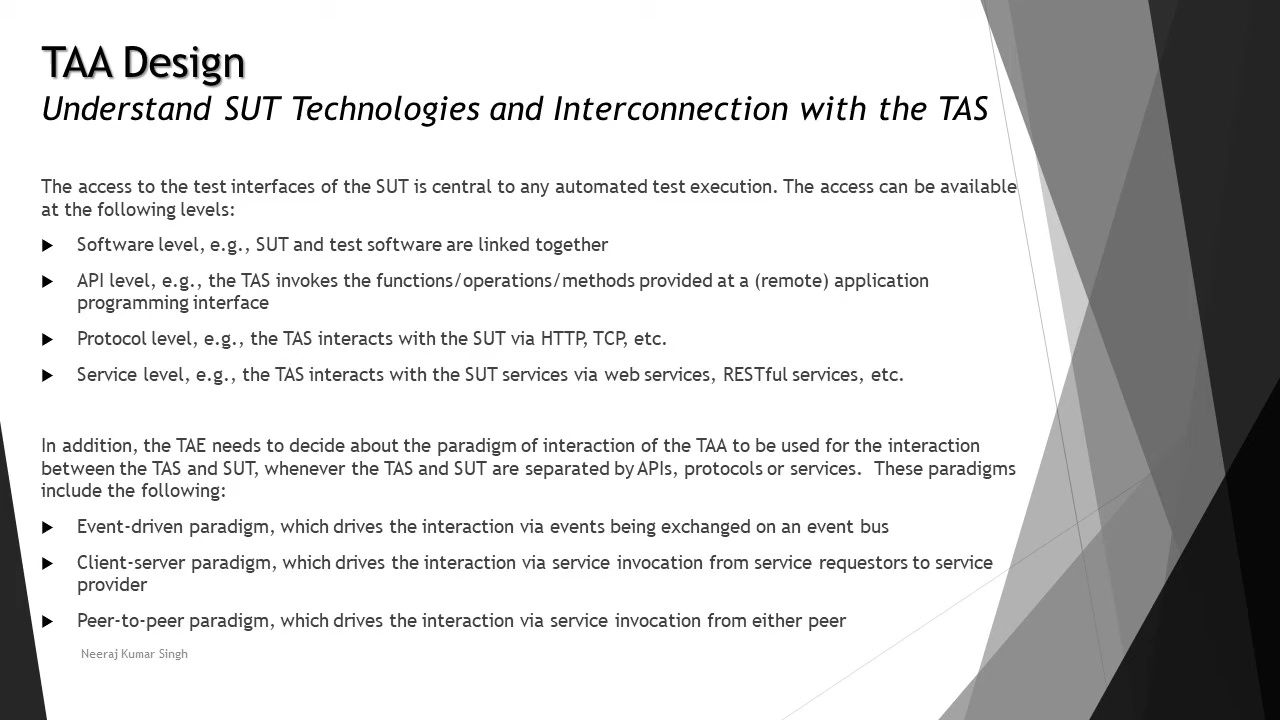 TAA Design
Understand SUT Technologies and Interconnection with the TAS
The access to the test interfaces of the SUT is central to any automated test execution. The access can be available
at the following levels:
Software level, e.g., SUT and test software are linked together
API level, e.g., the TAS invokes the functions/operations/methods provided at a (remote) application
programming interface
Protocol level, e.g., the TAS interacts with the SUT via HTTP, TCP, etc.
Service level, e.g., the TAS interacts with the SUT services via web services, RESTful services, etc.
In addition, the TAE needs to decide about the paradigm of interaction of the TAA to be used for the interaction
between the TAS and SUT, whenever the TAS and SUT are separated by APIs, protocols or services. These paradigms
include the following:
Event-driven paradigm, which drives the interaction via events being exchanged on an event bus
Client-server paradigm, which drives the interaction via service invocation from service requestors to service
provider
Peer-to-peer paradigm, which drives the interaction via service invocation from either peer
Neeraj Kumar Singh